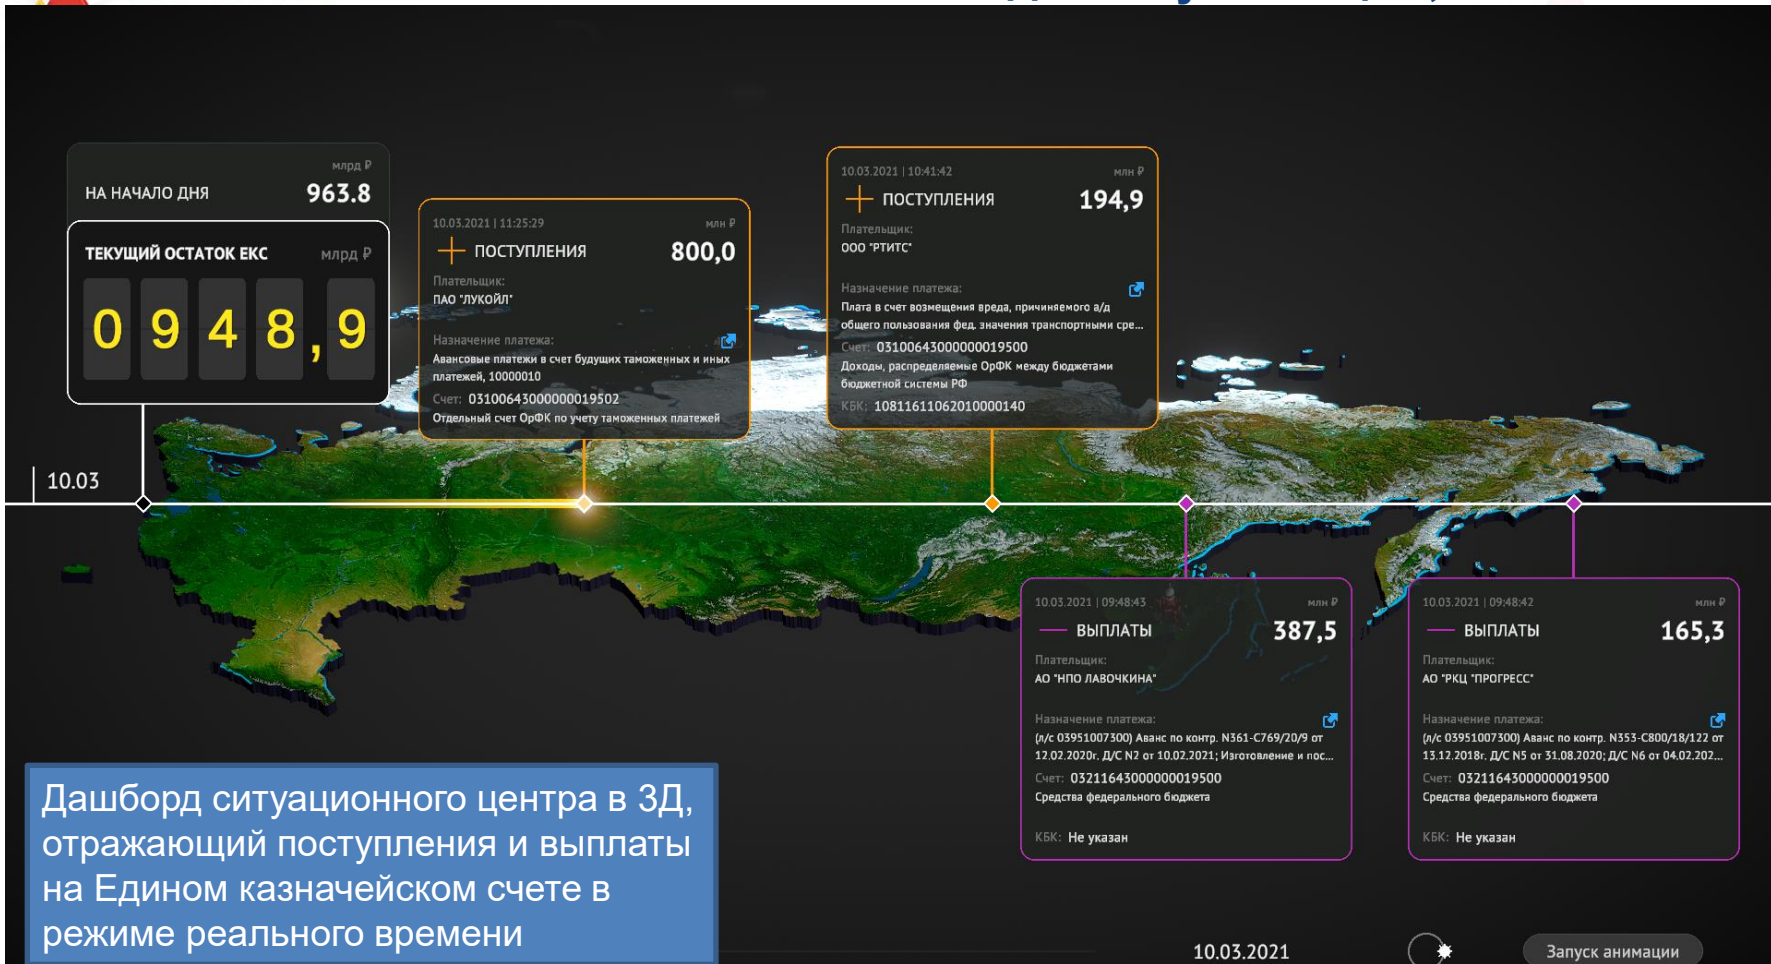 млрд ₽
НА НАЧАЛО ДНЯ 963.8
ТЕКУЩИЙ ОСТАТОК ЕКС млрд ₽
0 9 4 8 , 9
10.03
10.03.2021 | 11:25:29 млн ₽
ПОСТУПЛЕНИЯ 800,0
Плательщик:
ПАО "ЛУКОЙЛ"
Назначение платежа:
Авансовые платежи в счет будущих таможенных и иных
платежей, 10000010
Счет: 03100643000000019502
Отдельный счет ОрФК по учету таможенных платежей
10.03.2021 | 10:41:42 млн ₽
ПОСТУПЛЕНИЯ 194,9
Плательщик:
ООО "РТИТС"
Назначение платежа:
Плата в счет возмещения вреда, причиняемого а/д
общего пользования фед. значения транспортными сре...
Счет: 03100643000000019500
Доходы, распределяемые ОрФК между бюджетами
бюджетной системы РФ
КБК: 10811611062010000140
10.03.2021 | 09:48:43 млн ₽
ВЫПЛАТЫ 387,5
Плательщик:
АО "НПО ЛАВОЧКИНА"
Назначение платежа:
(л/с 03951007300) Аванс по контр. N361-С769/20/9 от
12.02.2020г. Д/С N2 от 10.02.2021; Изготовление и пос...
Счет: 03211643000000019500
Средства федерального бюджета
КБК: Не указан
10.03.2021 | 09:48:42 млн ₽
ВЫПЛАТЫ 165,3
Плательщик:
АО "РКЦ "ПРОГРЕСС"
Назначение платежа:
(л/с 03951007300) Аванс по контр. N353-С800/18/122 от
13.12.2018г. Д/С N5 от 31.08.2020; Д/С N6 от 04.02.202...
Счет: 03211643000000019500
Средства федерального бюджета
КБК: Не указан
Дашборд ситуационного центра в 3Д,
отражающий поступления и выплаты
на Едином казначейском счете в
режиме реального времени
10.03.2021
Запуск анимации